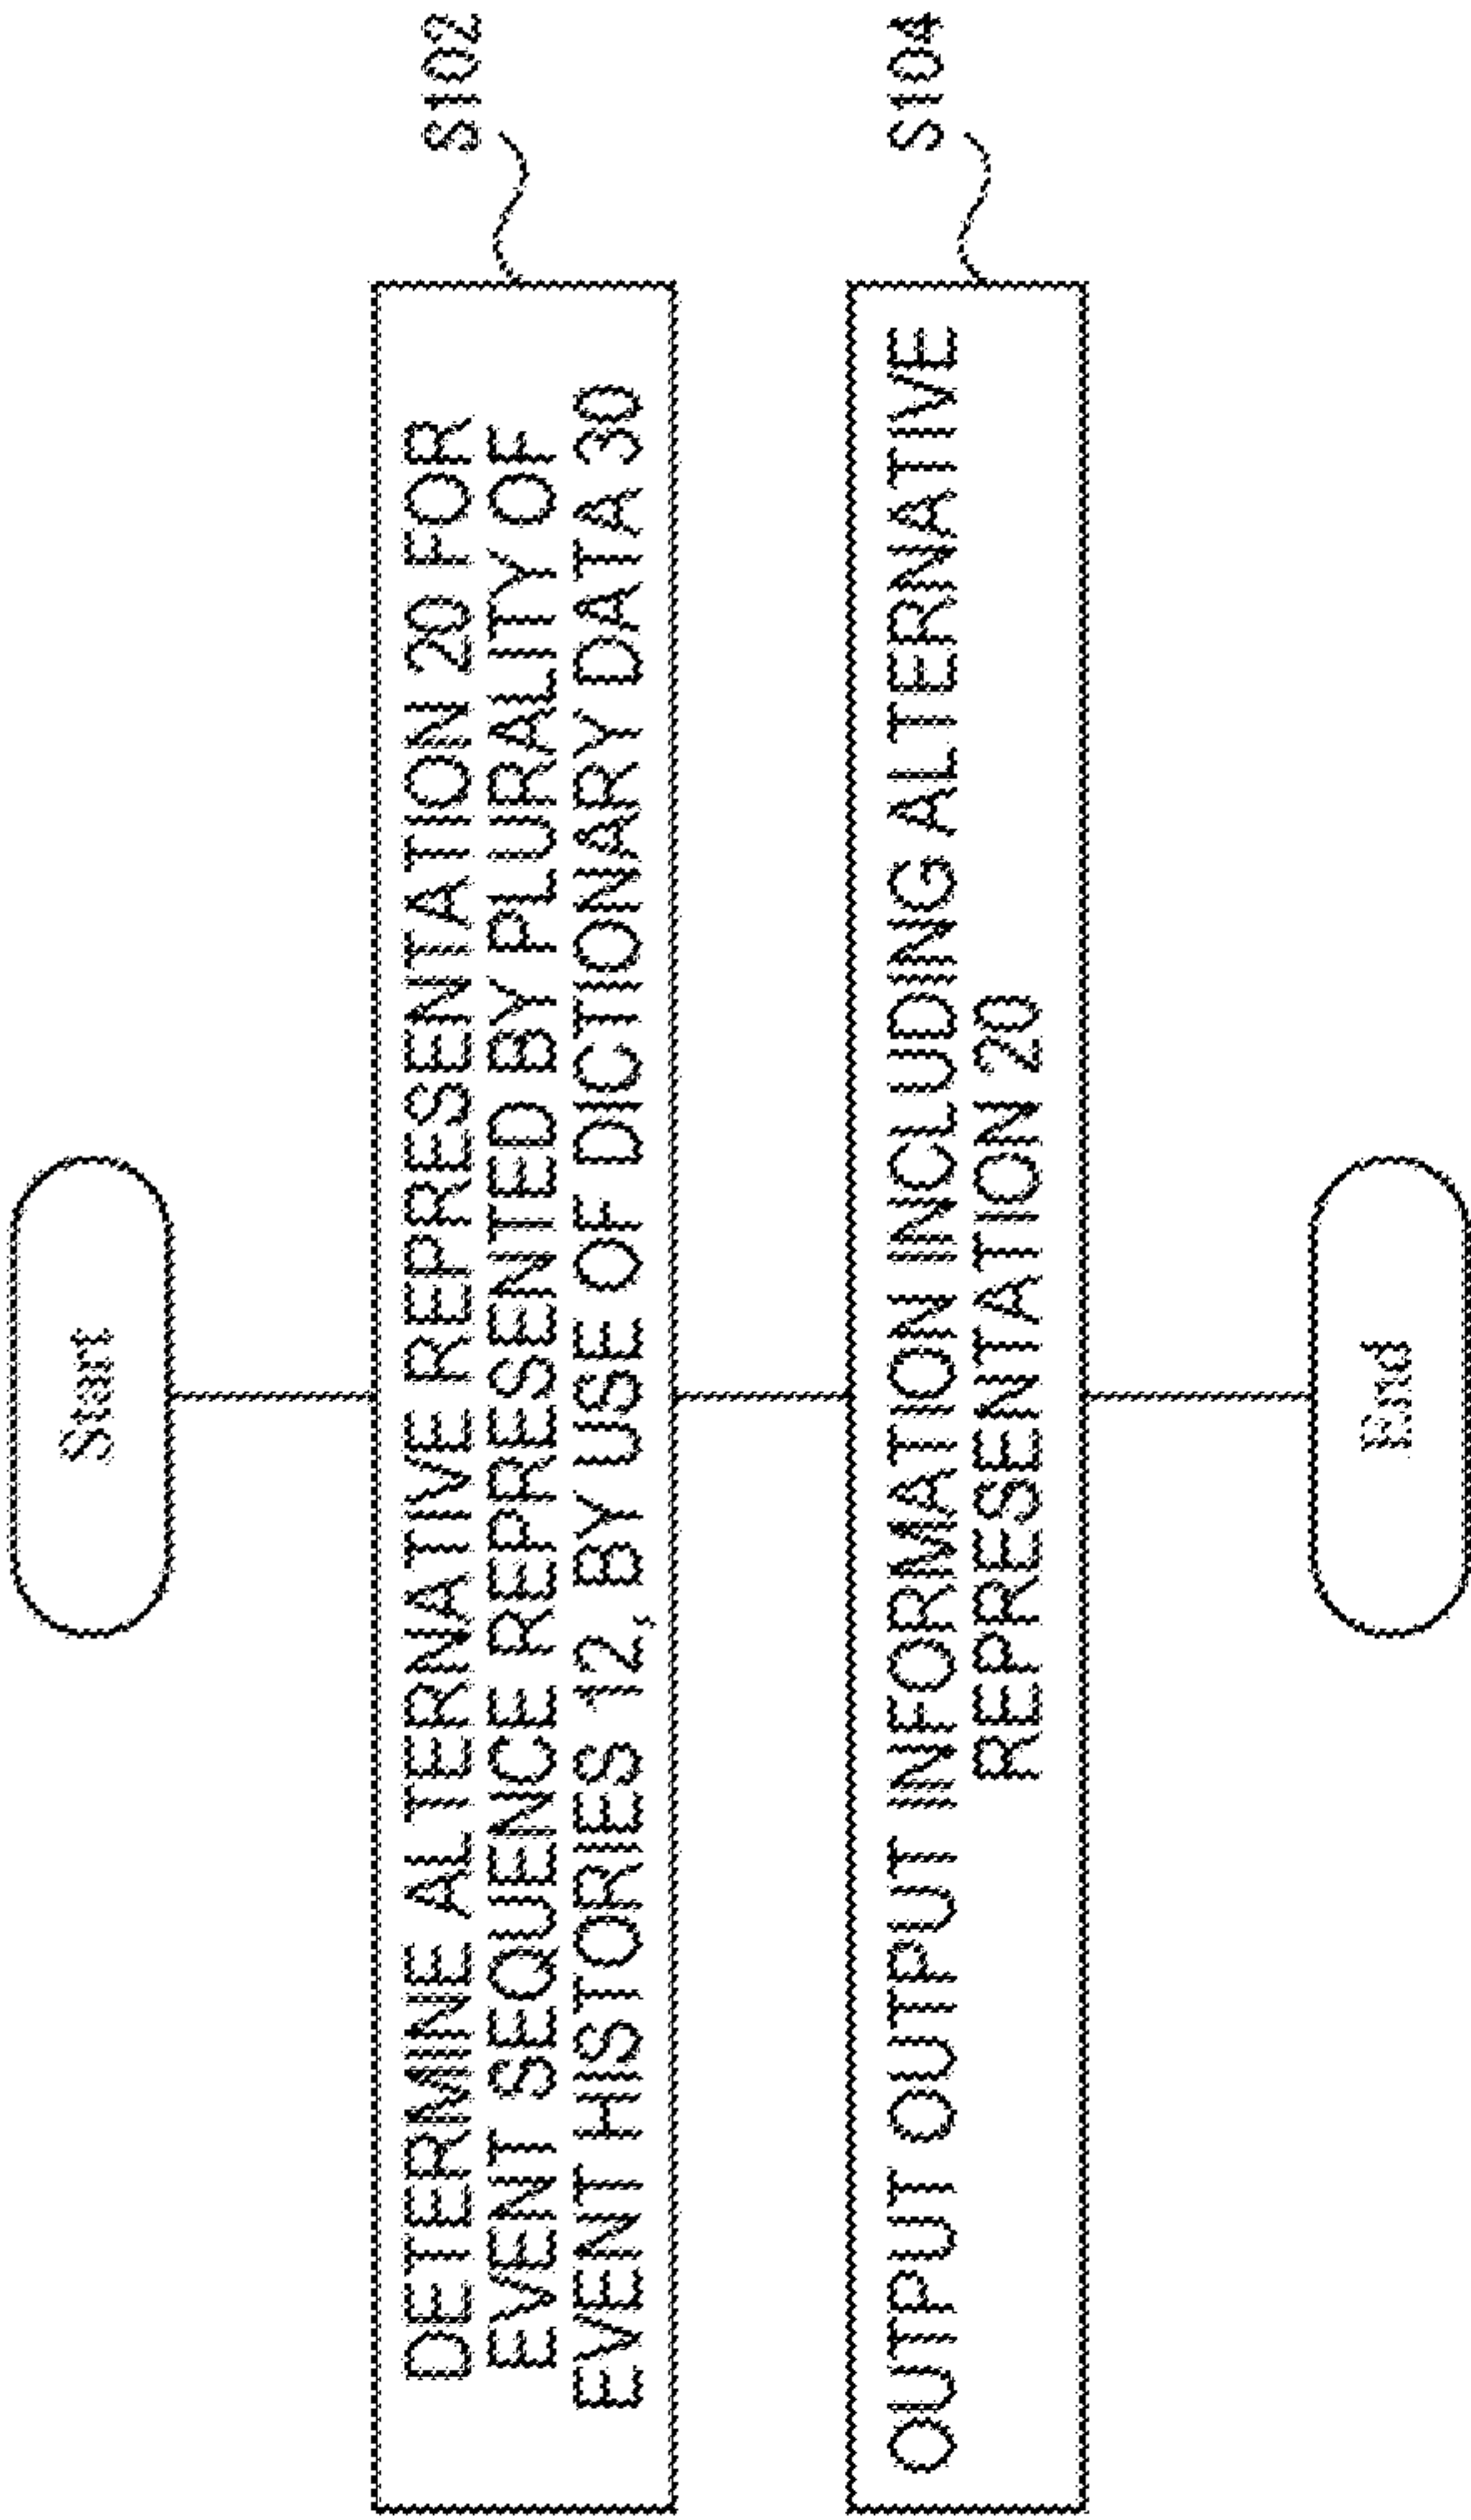 Start
DETERMINE ALTERNATIVE REPRESENTATION 20 FOR
EVENT SEQUENCE REPRESENTED BY PLURALITY OF
EVENT HISTORIES 12, BY USE OF DICTIONARY DATA 30
S102
OUTPUT OUTPUT INFORMATION INCLUDING ALTERNATIVE
REPRESENTATION 20
S104
End